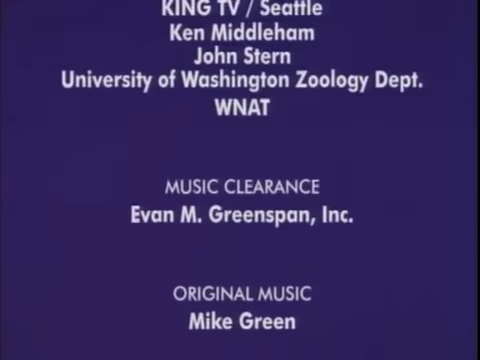 KING TV / Seattle
Ken Middleham
John Stern
University of Washington Zoology Dept.
WNAT
MUSIC CLEARANCE
Evan M. Greenspan, Inc.
ORIGINAL MUSIC
Mike Green